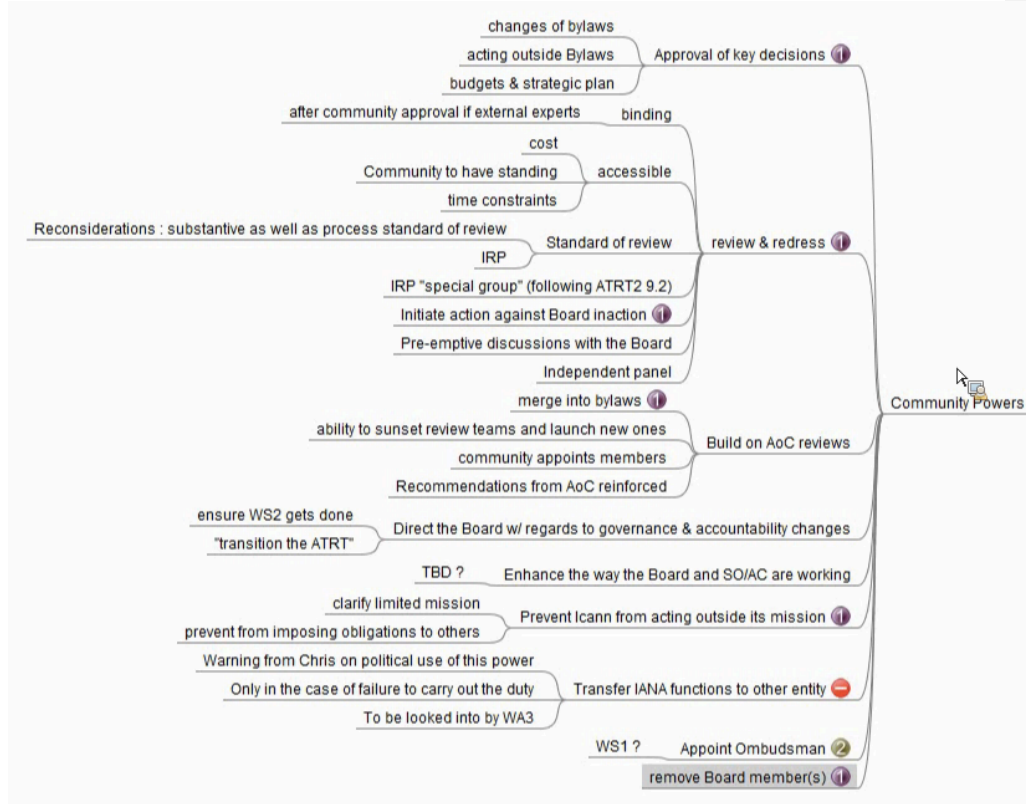 changes of bylaws
acting outside Bylaws
Approval of key decisions 1
budgets & strategic plan
after community approval if external experts
binding
cost
Community to have standing
accessible
time constraints
Reconsiderations : substantive as well as process standard of review
Standard of review
review & redress 1
IRP
IRP "special group" (following ATRT2 9.2)
Initiate action against Board inaction 1
Pre-emptive discussions with the Board
Independent panel
merge into bylaws 1
Community Powers
ability to sunset review teams and launch new ones
Build on AoC reviews
community appoints members
Recommendations from AoC reinforced
ensure WS2 gets done
Direct the Board w/ regards to governance & accountability changes
"transition the ATRT"
TBD ?
Enhance the way the Board and SO/AC are working
clarify limited mission
Prevent Icann from acting outside its mission 1
prevent from imposing obligations to others
Warning from Chris on political use of this power
Only in the case of failure to carry out the duty
Transfer IANA functions to other entity
To be looked into by WA3
WS1 ?
Appoint Ombudsman 2
remove Board member(s) 1